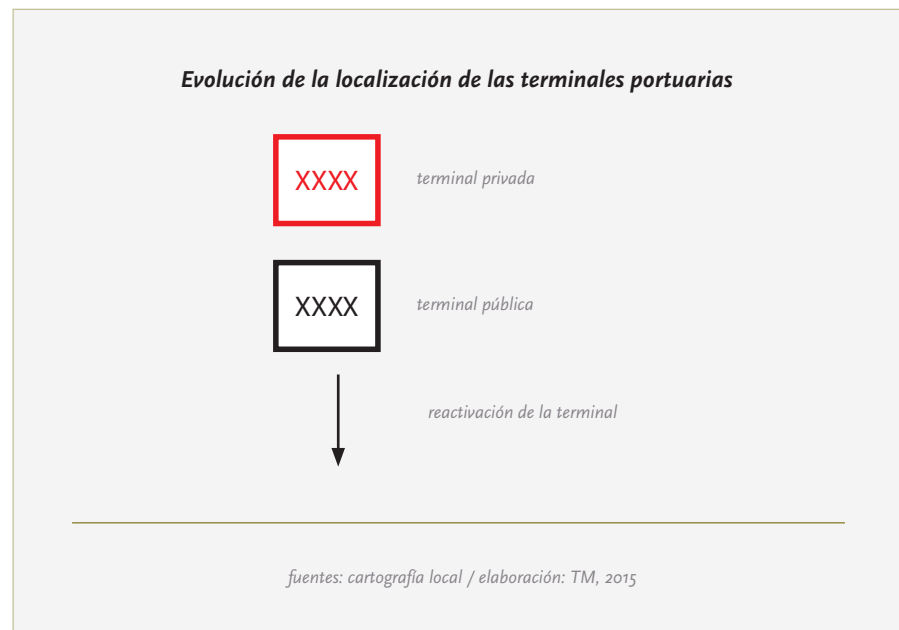 Evolución de la localización de las terminales portuarias
XXXX
terminal privada
XXXX
terminal pública
reactivación de la terminal
fuentes: cartografía local / elaboración: TM, 2015